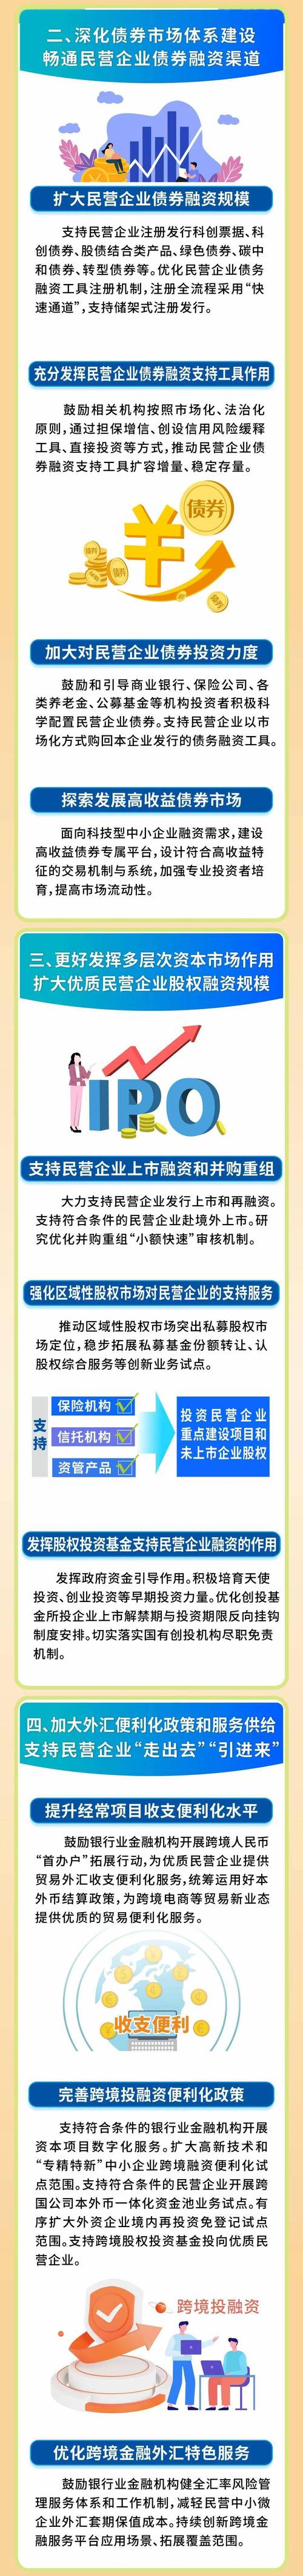 二、深化债券市场体系建设
畅通民营企业债券融资渠道
扩大民营企业债券融资规模
支持民营企业注册发行科创票据、科
创债券、股债结合类产品、绿色债券、碳中
和债券、转型债券等。优化民营企业债务
融资工具注册机制,注册全流程采用“快
速通道”,支持储架式注册发行。
充分发挥民营企业债券融资支持工具作用
鼓励相关机构按照市场化、法治化
原则,通过担保增信、创设信用风险缓释
工具、直接投资等方式,推动民营企业债
券融资支持工具扩容增量、稳定存量。
债券
债券
债券
债券
加大对民营企业债券投资力度
鼓励和引导商业银行、保险公司、各
类养老金、公募基金等机构投资者积极科
学配置民营企业债券。支持民营企业以市
场化方式购回本企业发行的债务融资工具。
探索发展高收益债券市场
面向科技型中小企业融资需求,建设
高收益债券专属平台,设计符合高收益特
征的交易机制与系统,加强专业投资者培
育,提高市场流动性。
三、更好发挥多层次资本市场作用
扩大优质民营企业股权融资规模
IPO
支持民营企业上市融资和并购重组
大力支持民营企业发行上市和再融资。
支持符合条件的民营企业赴境外上市。研
究优化并购重组“小额快速”审核机制。
强化区域性股权市场对民营企业的支持服务
推动区域性股权市场突出私募股权市
场定位,稳步拓展私募基金份额转让、认
股权综合服务等创新业务试点。
支持
保险机构
信托机构
资管产品
投资民营企业
重点建设项目和
未上市企业股权
发挥股权投资基金支持民营企业融资的作用
发挥政府资金引导作用。积极培育天使
投资、创业投资等早期投资力量。优化创投基
金所投企业上市解禁期与投资期限反向挂钩
制度安排。切实落实国有创投机构尽职免责
机制。
四、加大外汇便利化政策和服务供给
支持民营企业“走出去”“引进来”
提升经常项目收支便利化水平
鼓励银行业金融机构开展跨境人民币
“首办户”拓展行动,为优质民营企业提供
贸易外汇收支便利化服务,统筹运用好本
外币结算政策,为跨境电商等贸易新业态
提供优质的贸易便利化服务。
收支便利
完善跨境投融资便利化政策
支持符合条件的银行业金融机构开展
资本项目数字化服务。扩大高新技术和
“专精特新”中小企业跨境融资便利化试
点范围。支持符合条件的民营企业开展跨
国公司本外币一体化资金池业务试点。有
序扩大外资企业境内再投资免登记试点
范围。支持跨境股权投资基金投向优质民
营企业。
跨境投融资
优化跨境金融外汇特色服务
鼓励银行业金融机构健全汇率风险管
理服务体系和工作机制,减轻民营中小微
企业外汇套期保值成本。持续创新跨境金
融服务平台应用场景、拓展覆盖范围。